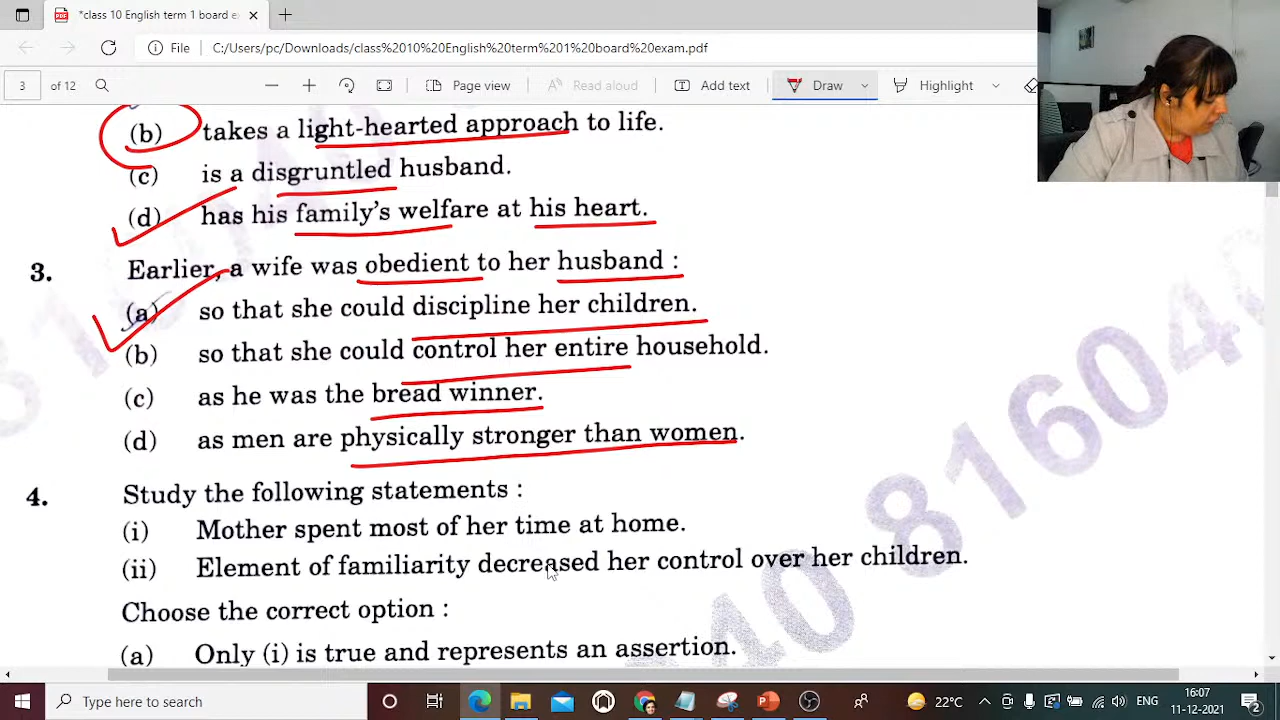 *class 10 English term 1 board e
File
C:/Users/pc/Downloads/class%2010%20English%20term%201%20board%20exam.pdf
3 of 12
Page view
Read aloud
Add text
Draw
Highlight
(b) takes a light-hearted approach to life.
(c) is a disgruntled husband.
(d) has his family's welfare at his heart.
3. Earlier, a wife was obedient to her husband :
(a) so that she could discipline her children.
(b) so that she could control her entire household.
(c) as he was the bread winner.
(d) as men are physically stronger than women.
4. Study the following statements :
(i) Mother spent most of her time at home.
(ii) Element of familiarity decreased her control over her children.
Choose the correct option :
(a) Only (i) is true and represents an assertion.
Type here to search
22°C
ENG
16:07
11-12-2021
2